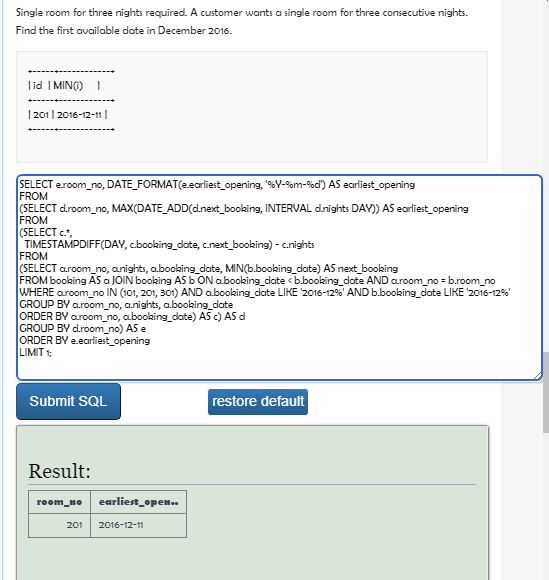 Single room for three nights required. A customer wants a single room for three consecutive nights.
Find the first available date in December 2016.
+-----+------------+
| id | MIN(i) |
+-----+------------+
| 201 | 2016-12-11 |
+-----+------------+
SELECT e.room_no, DATE_FORMAT(e.earliest_opening, '%Y-%m-%d') AS earliest_opening
FROM
(SELECT d.room_no, MAX(DATE_ADD(d.next_booking, INTERVAL d.nights DAY)) AS earliest_opening
FROM
(SELECT c.*,
TIMESTAMPDIFF(DAY, c.booking_date, c.next_booking) - c.nights
FROM
(SELECT a.room_no, a.nights, a.booking_date, MIN(b.booking_date) AS next_booking
FROM booking AS a JOIN booking AS b ON a.booking_date < b.booking_date AND a.room_no = b.room_no
WHERE a.room_no IN (101, 201, 301) AND a.booking_date LIKE '2016-12%' AND b.booking_date LIKE '2016-12%'
GROUP BY a.room_no, a.nights, a.booking_date
ORDER BY a.room_no, a.booking_date) AS c) AS d
GROUP BY d.room_no) AS e
ORDER BY e.earliest_opening
LIMIT 1;
Submit SQL restore default
Result:
room_no earliest_open..
201 2016-12-11